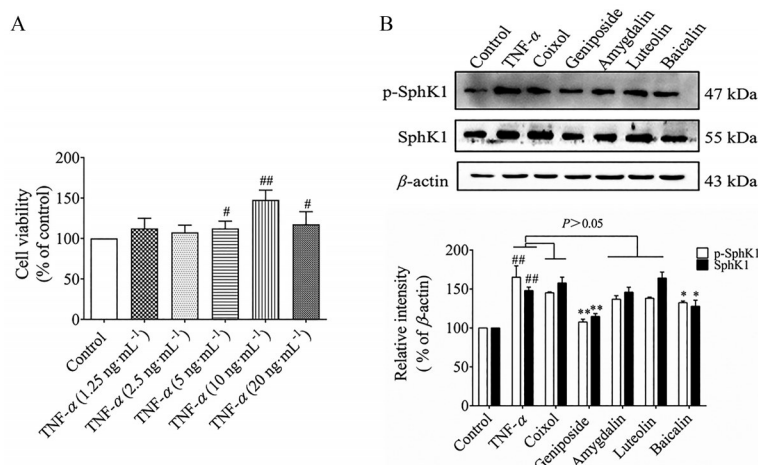 A
200
150
100
50
0
Cell viability
(% of control)
#
##
#
Control
TNF-α (1.25 ng·mL⁻¹)
TNF-α (2.5 ng·mL⁻¹)
TNF-α (5 ng·mL⁻¹)
TNF-α (10 ng·mL⁻¹)
TNF-α (20 ng·mL⁻¹)
B
Control
TNF-α
Coixol
Geniposide
Amygdalin
Luteolin
Baicalin
p-SphK1 47 kDa
SphK1 55 kDa
β-actin 43 kDa
P>0.05
p-SphK1
SphK1
200
150
100
50
0
Relative intensity
( % of β-actin)
##
##
**
**
*
*
Control
TNF-α
Coixol
Geniposide
Amygdalin
Luteolin
Baicalin